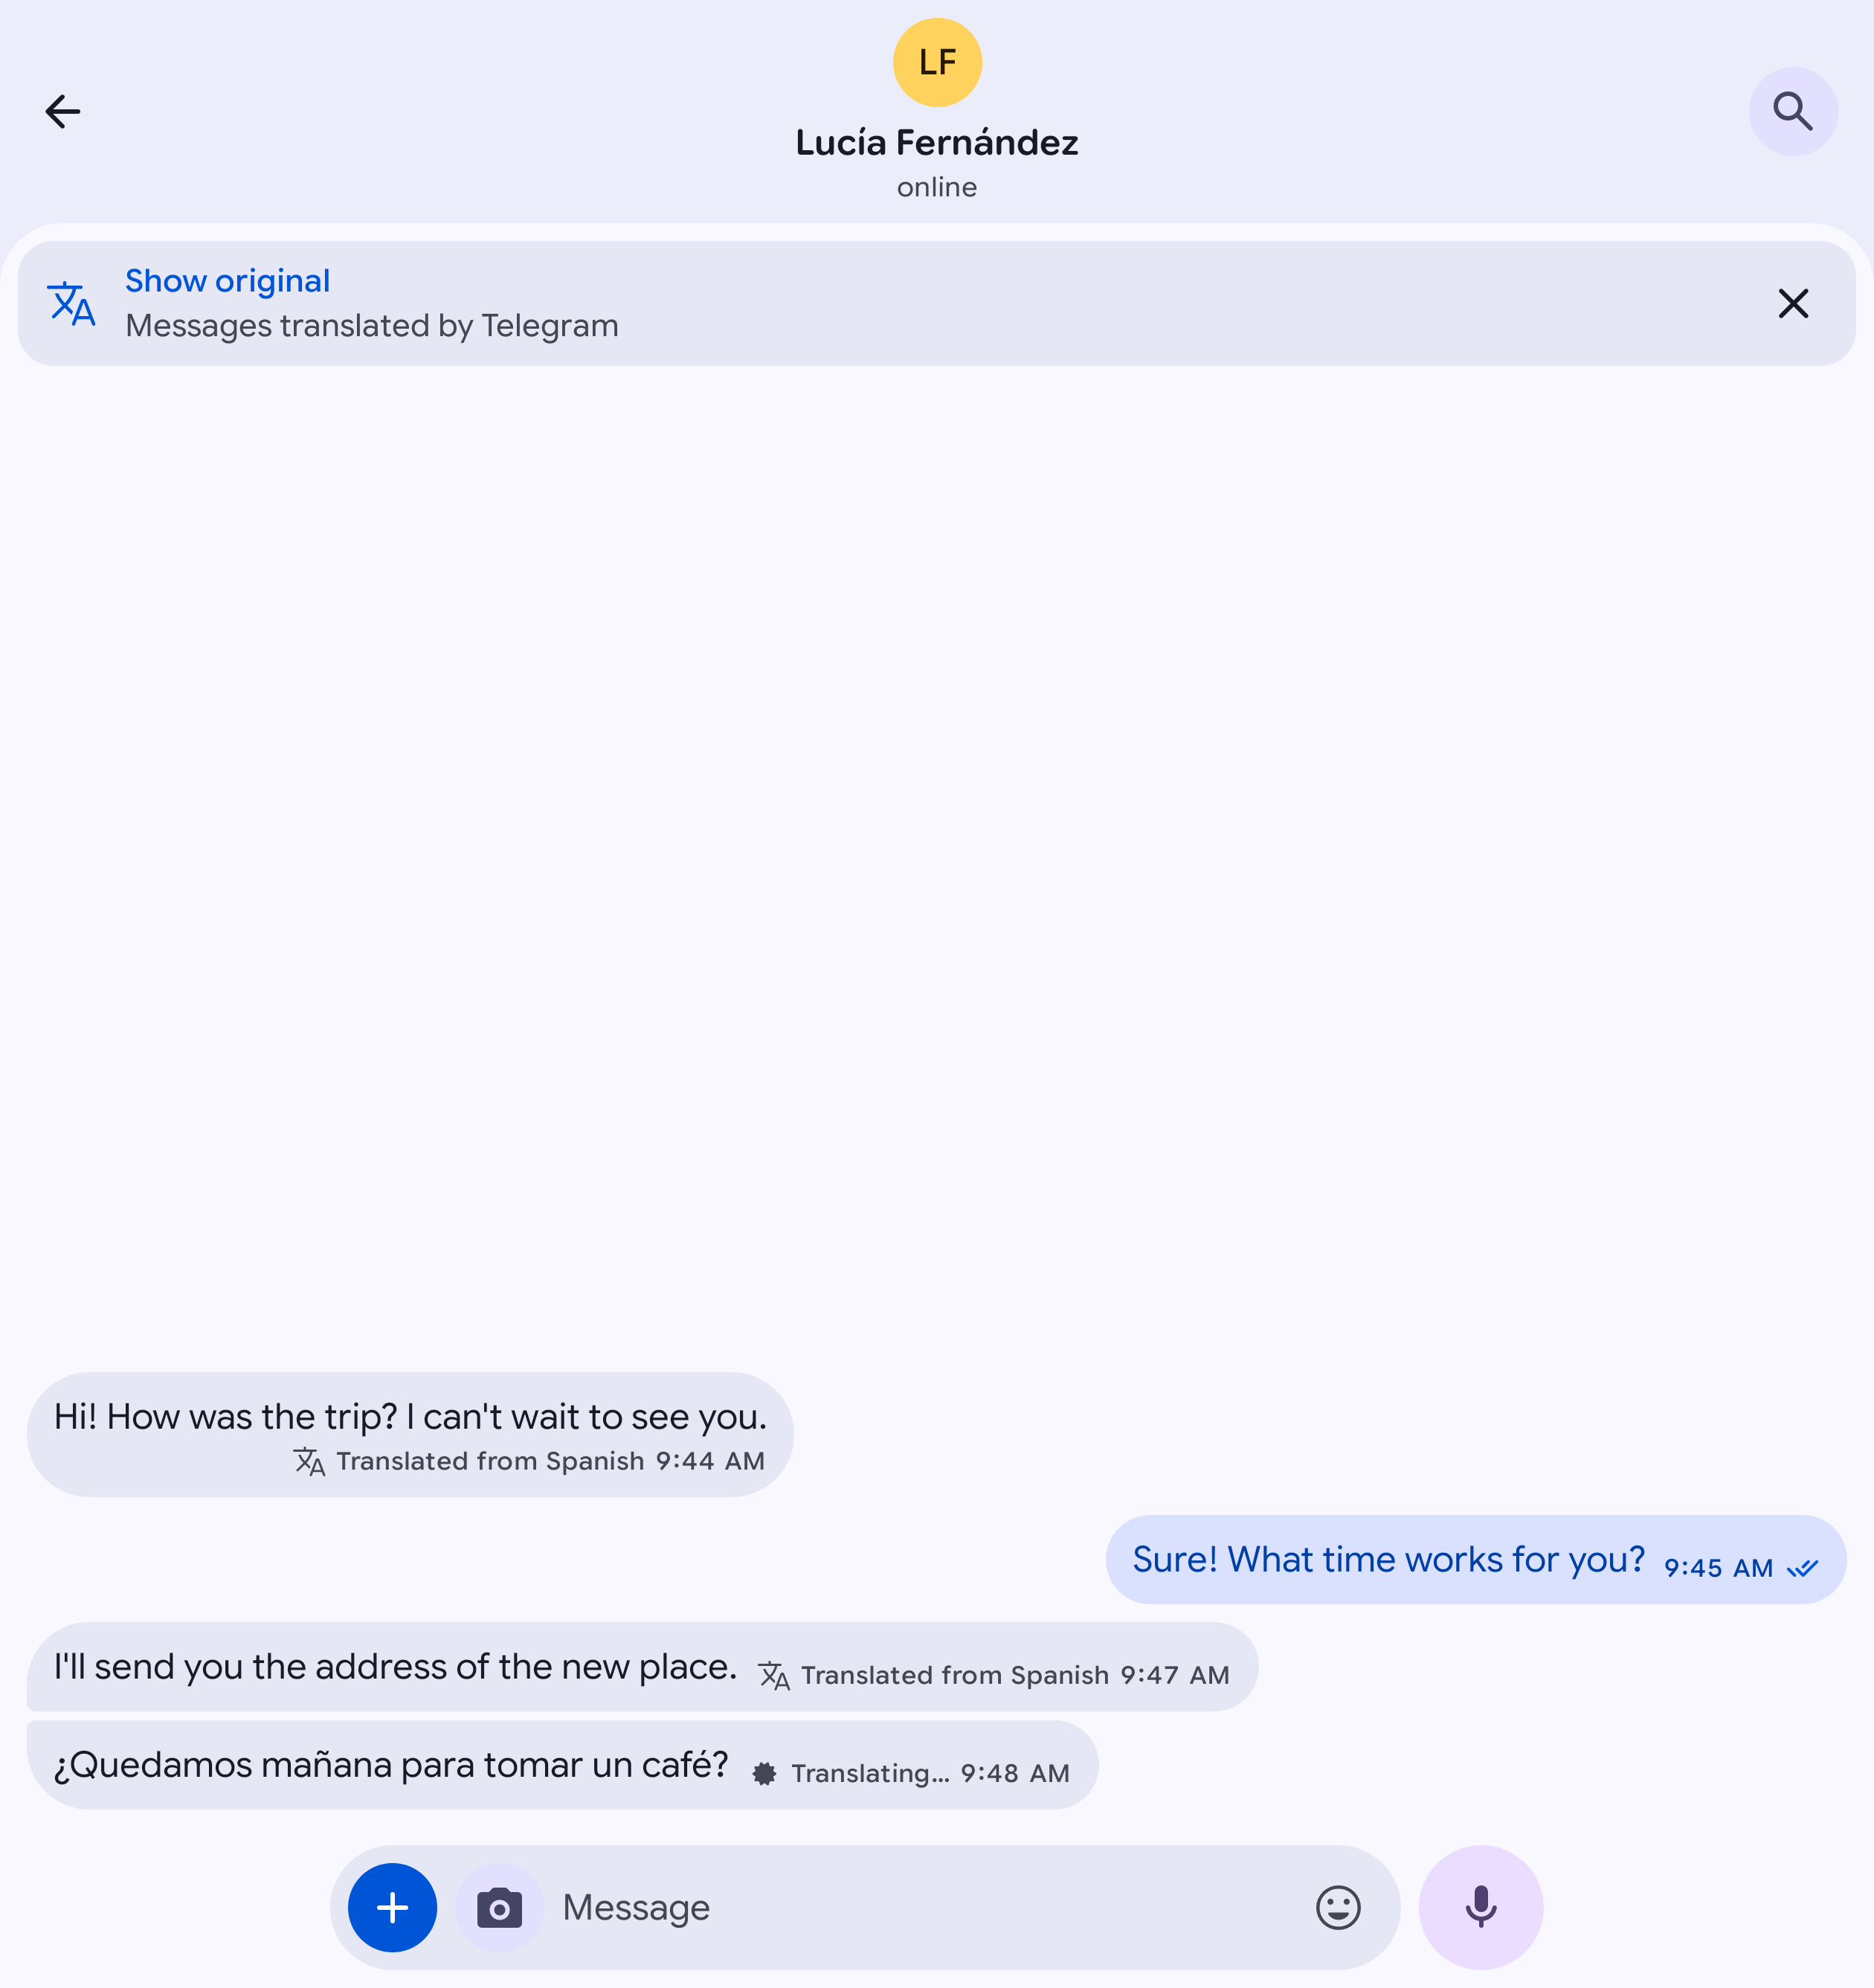 LF
Lucía Fernández
online
Show original
Messages translated by Telegram
Hi! How was the trip? I can't wait to see you.
Translated from Spanish 9:44 AM
Sure! What time works for you? 9:45 AM
I'll send you the address of the new place. Translated from Spanish 9:47 AM
¿Quedamos mañana para tomar un café? Translating... 9:48 AM
Message